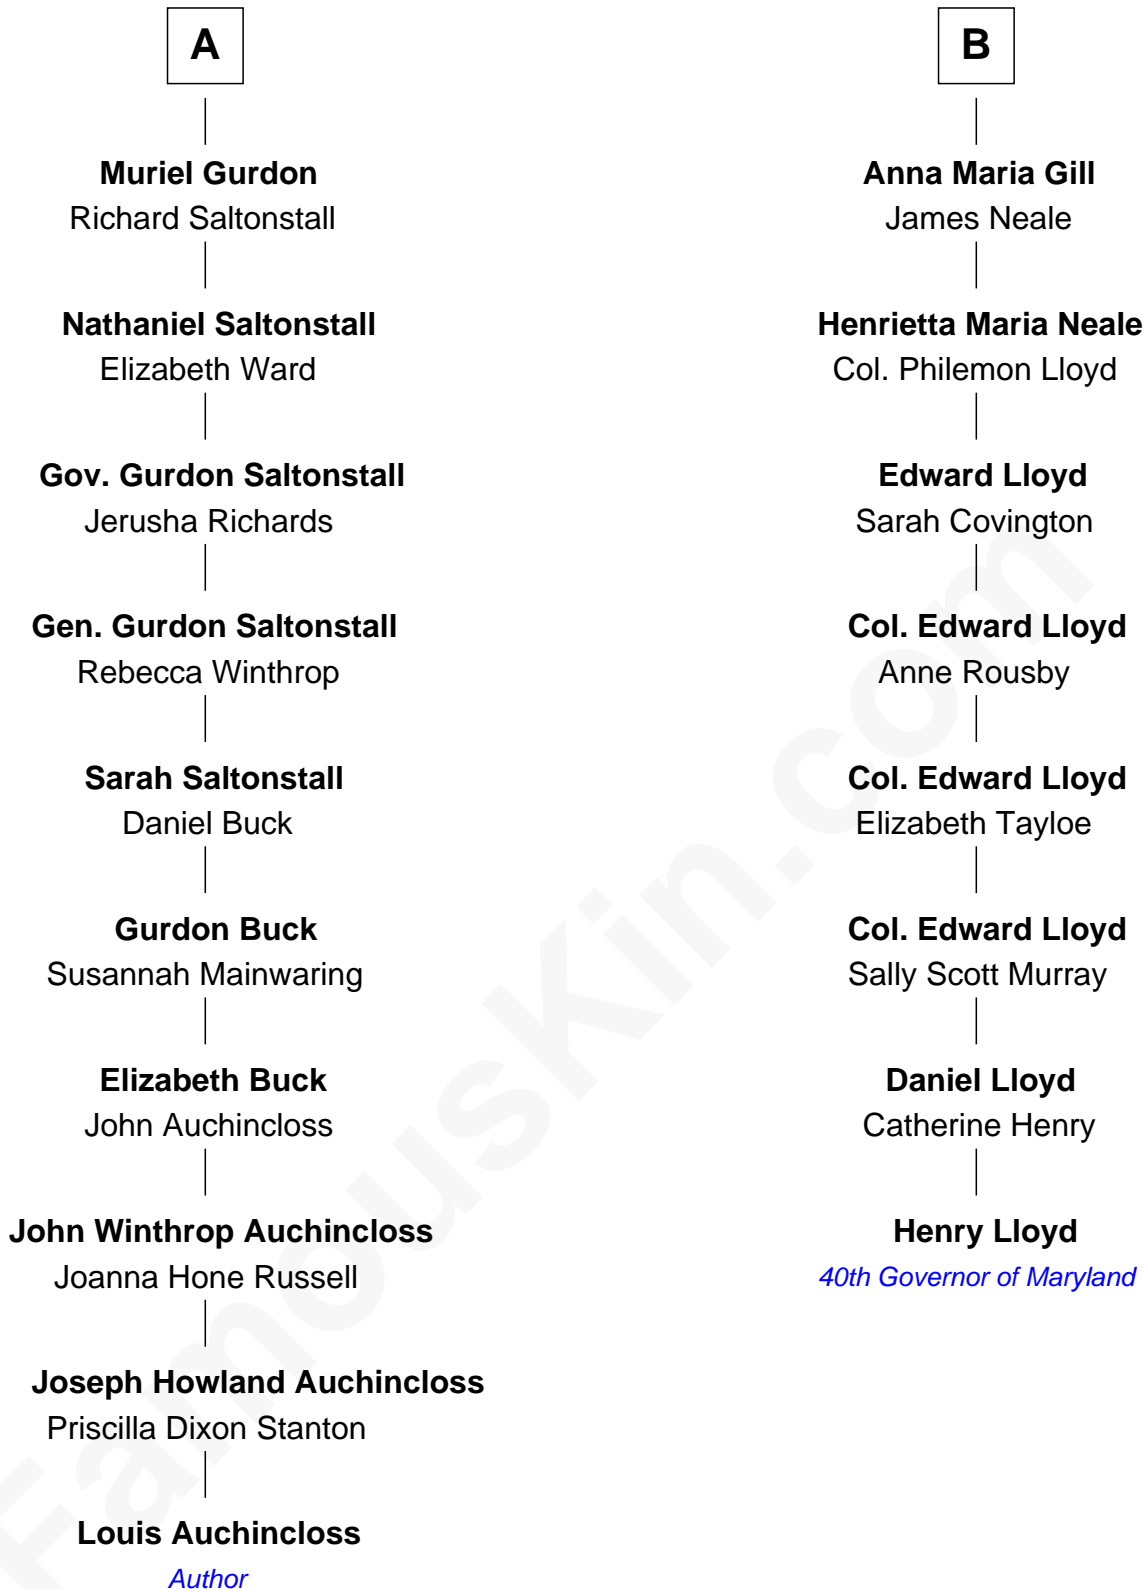 A
Muriel Gurdon
Richard Saltonstall
Nathaniel Saltonstall
Elizabeth Ward
Gov. Gurdon Saltonstall
Jerusha Richards
Gen. Gurdon Saltonstall
Rebecca Winthrop
Sarah Saltonstall
Daniel Buck
Gurdon Buck
Susannah Mainwaring
Elizabeth Buck
John Auchincloss
John Winthrop Auchincloss
Joanna Hone Russell
Joseph Howland Auchincloss
Priscilla Dixon Stanton
Louis Auchincloss
Author
B
Anna Maria Gill
James Neale
Henrietta Maria Neale
Col. Philemon Lloyd
Edward Lloyd
Sarah Covington
Col. Edward Lloyd
Anne Rousby
Col. Edward Lloyd
Elizabeth Tayloe
Col. Edward Lloyd
Sally Scott Murray
Daniel Lloyd
Catherine Henry
Henry Lloyd
40th Governor of Maryland
FamousKin.com